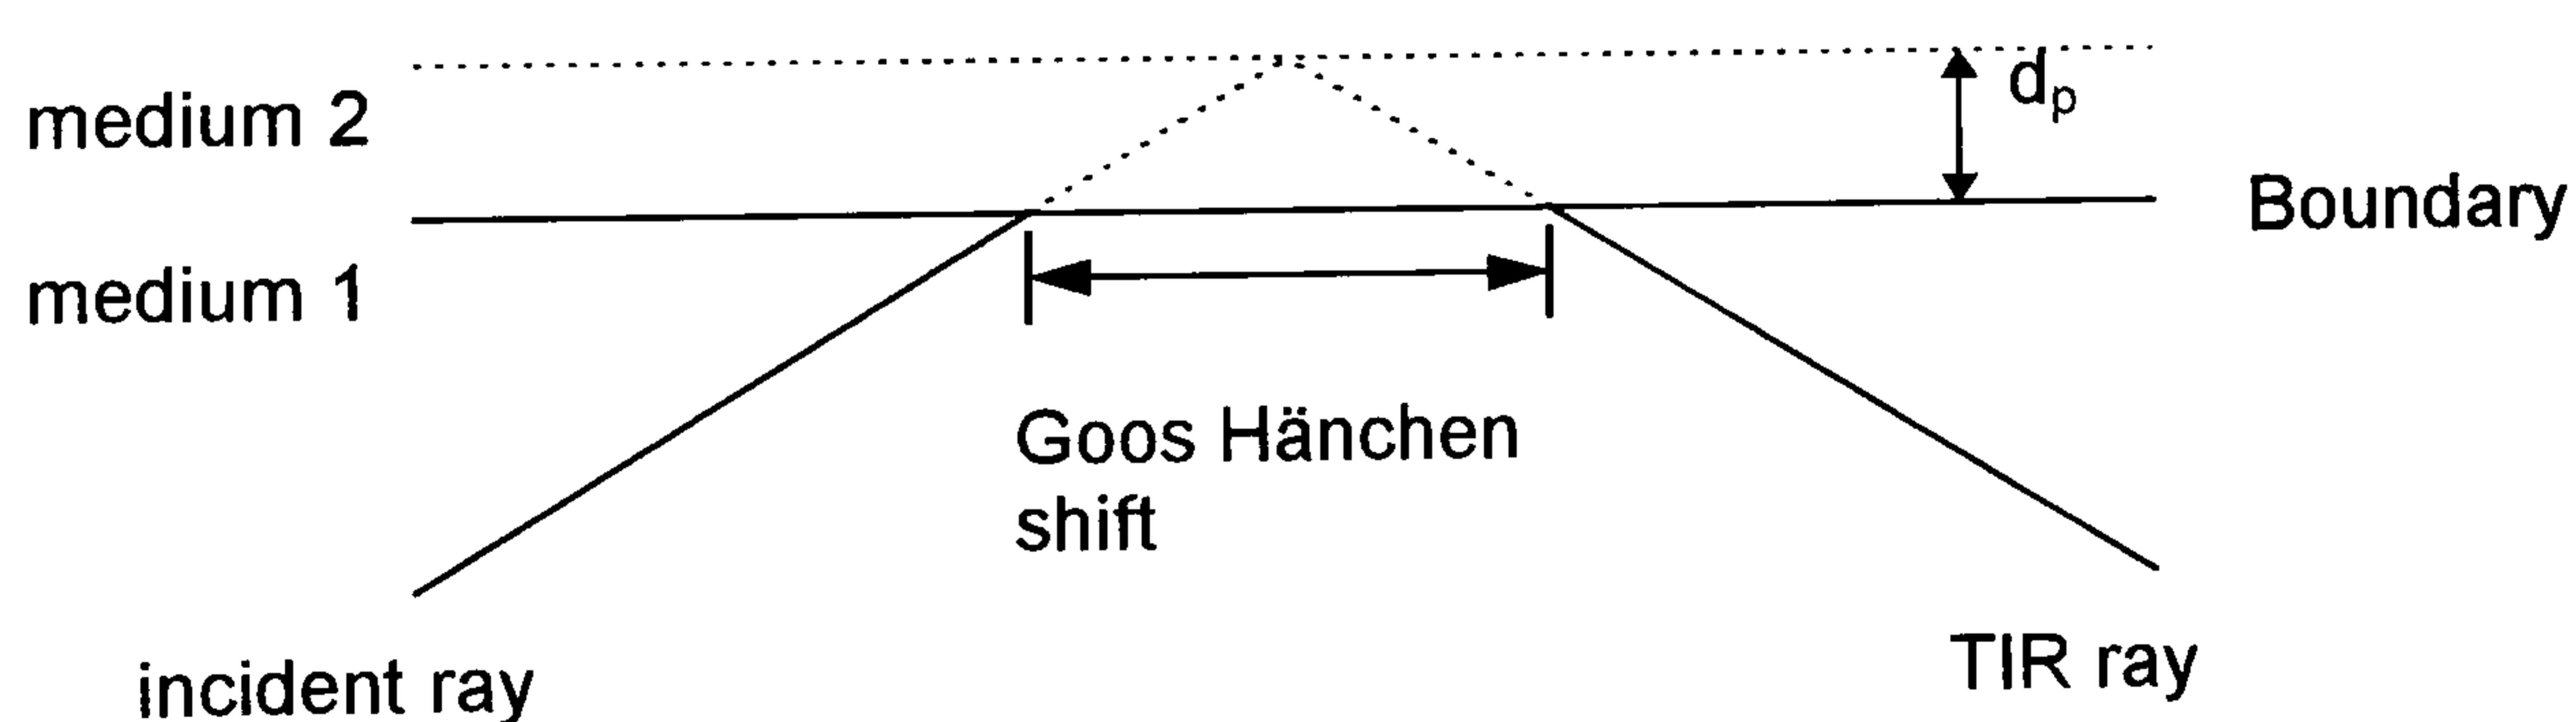 medium 2
d_p
Boundary
medium 1
Goos Hänchen
shift
incident ray
TIR ray